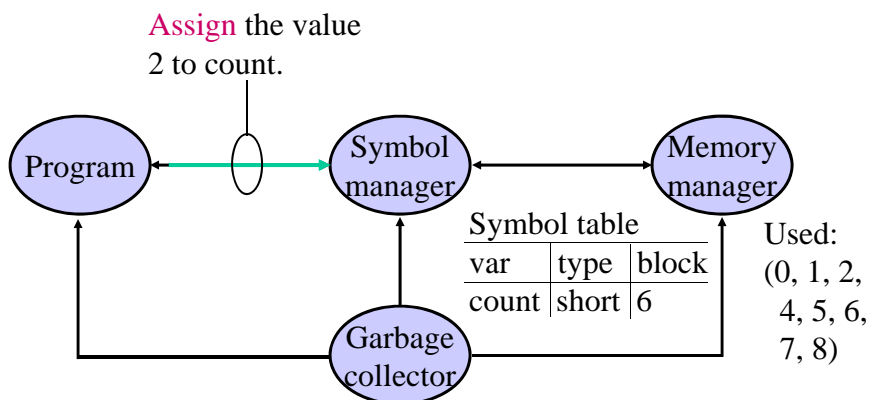 Assign the value
2 to count.
Program
Symbol
manager
Memory
manager
Symbol table
var type block
count short 6
Used:
(0, 1, 2,
4, 5, 6,
7, 8)
Garbage
collector